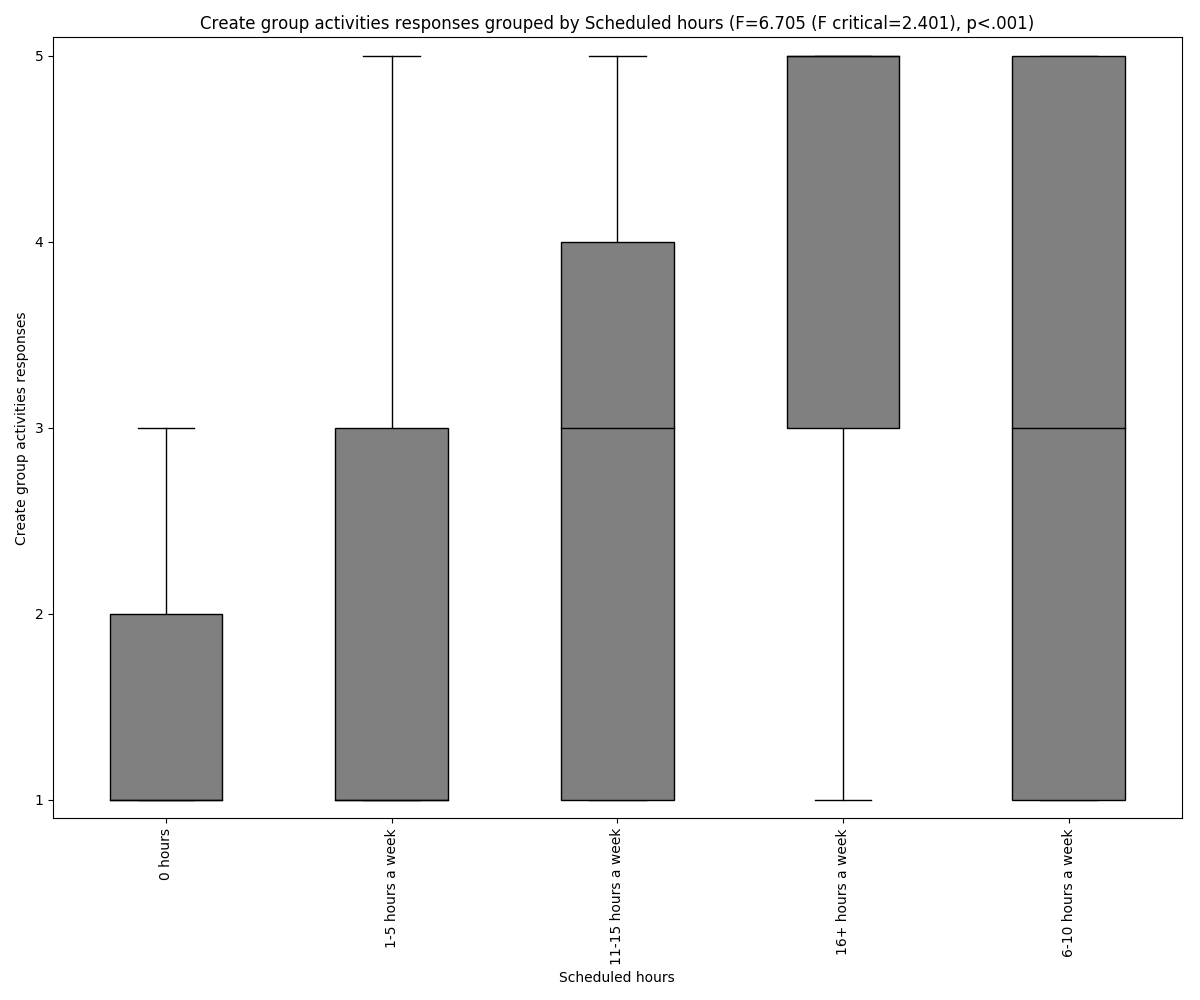 Create group activities responses grouped by Scheduled hours (F=6.705 (F critical=2.401), p<.001)
Create group activities responses
5
4
3
2
1
0 hours
1-5 hours a week
11-15 hours a week
16+ hours a week
6-10 hours a week
Scheduled hours